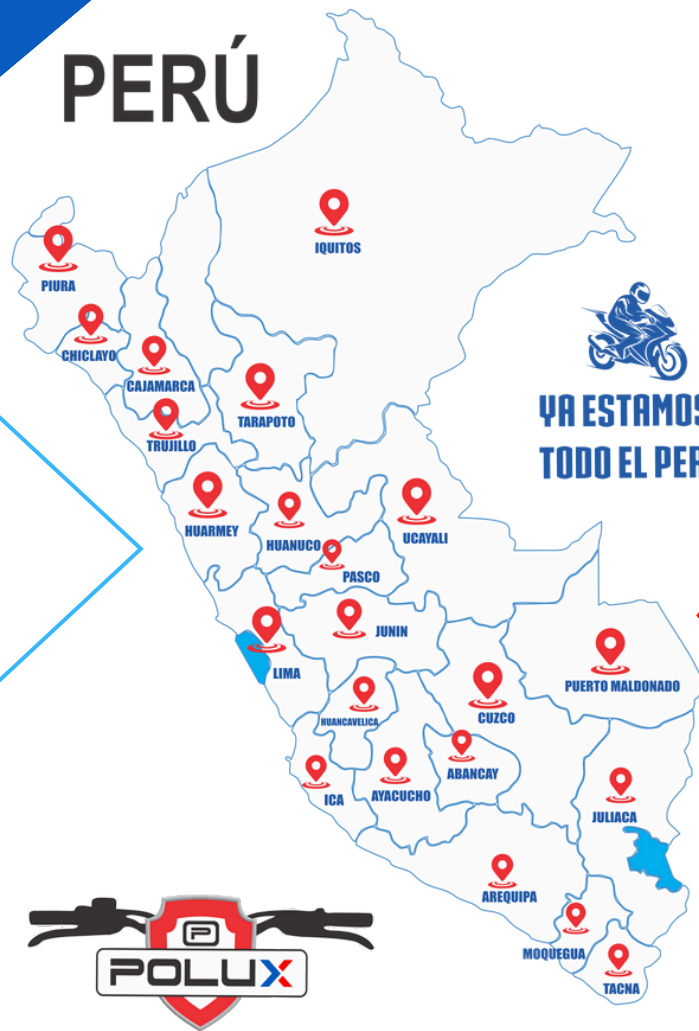 PERÚ
IQUITOS
PIURA
CHICLAYO
CAJAMARCA
TARAPOTO
TRUJILLO
YA ESTAMOS
TODO EL PER
HUARMEY
HUANUCO
UCAYALI
PASCO
JUNIN
LIMA
PUERTO MALDONADO
HUANCAVELICA
CUZCO
ABANCAY
ICA
AYACUCHO
JULIACA
AREQUIPA
MOQUEGUA
TACNA
P
POLUX